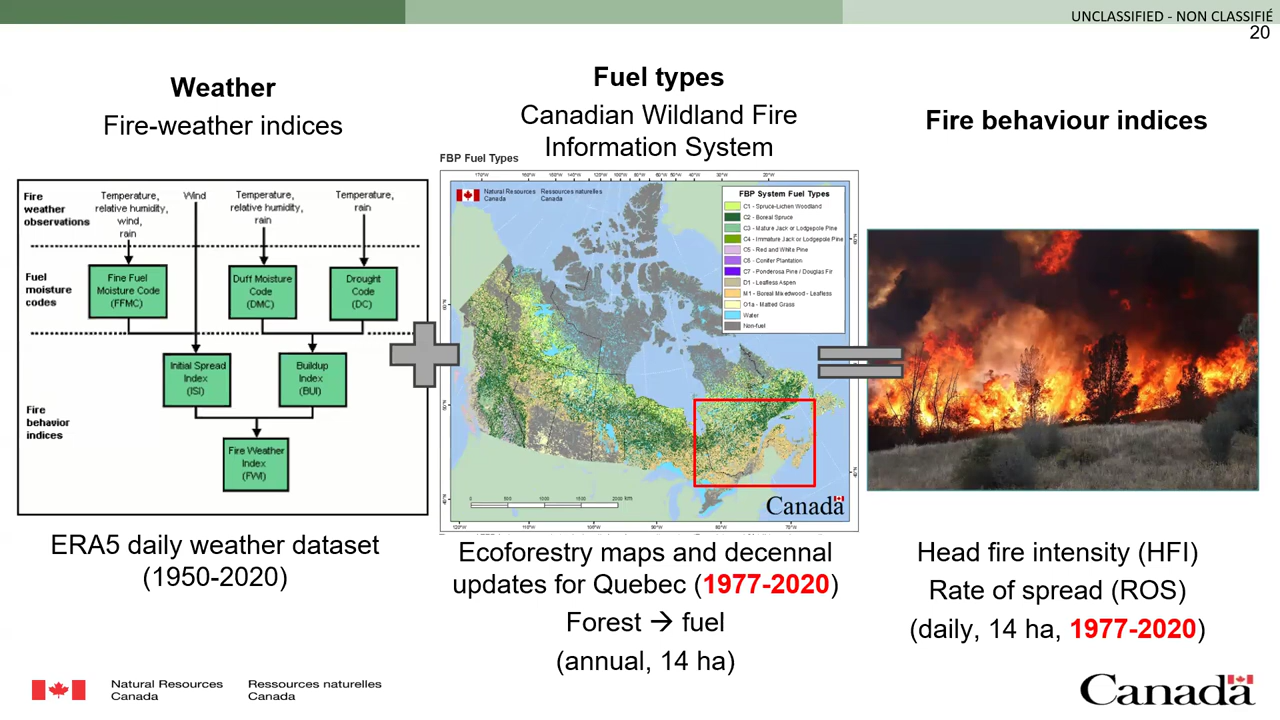 UNCLASSIFIED - NON CLASSIFIÉ
20
Weather
Fire-weather indices
Fire
weather
observations
Temperature,
relative humidity,
wind,
rain
Wind
Temperature,
relative humidity,
rain
Temperature,
rain
Fuel
moisture
codes
Fine Fuel
Moisture Code
(FFMC)
Duff Moisture
Code
(DMC)
Drought
Code
(DC)
Initial Spread
Index
(ISI)
Buildup
Index
(BUI)
Fire
behavior
indices
Fire Weather
Index
(FWI)
ERA5 daily weather dataset
(1950-2020)
Fuel types
Canadian Wildland Fire
Information System
FBP Fuel Types
Natural Resources Ressources naturelles
Canada Canada
FBP System Fuel Types
C1 - Spruce-Lichen Woodland
C2 - Boreal Spruce
C3 - Mature Jack or Lodgepole Pine
C4 - Immature Jack or Lodgepole Pine
C5 - Red and White Pine
C6 - Conifer Plantation
C7 - Ponderosa Pine / Douglas Fir
D1 - Leafless Aspen
M1 - Boreal Mixedwood - Leafless
O1a - Matted Grass
Water
Non-fuel
Canada
Ecoforestry maps and decennal
updates for Quebec (1977-2020)
Forest → fuel
(annual, 14 ha)
Fire behaviour indices
Head fire intensity (HFI)
Rate of spread (ROS)
(daily, 14 ha, 1977-2020)
Natural Resources Ressources naturelles
Canada Canada
Canada